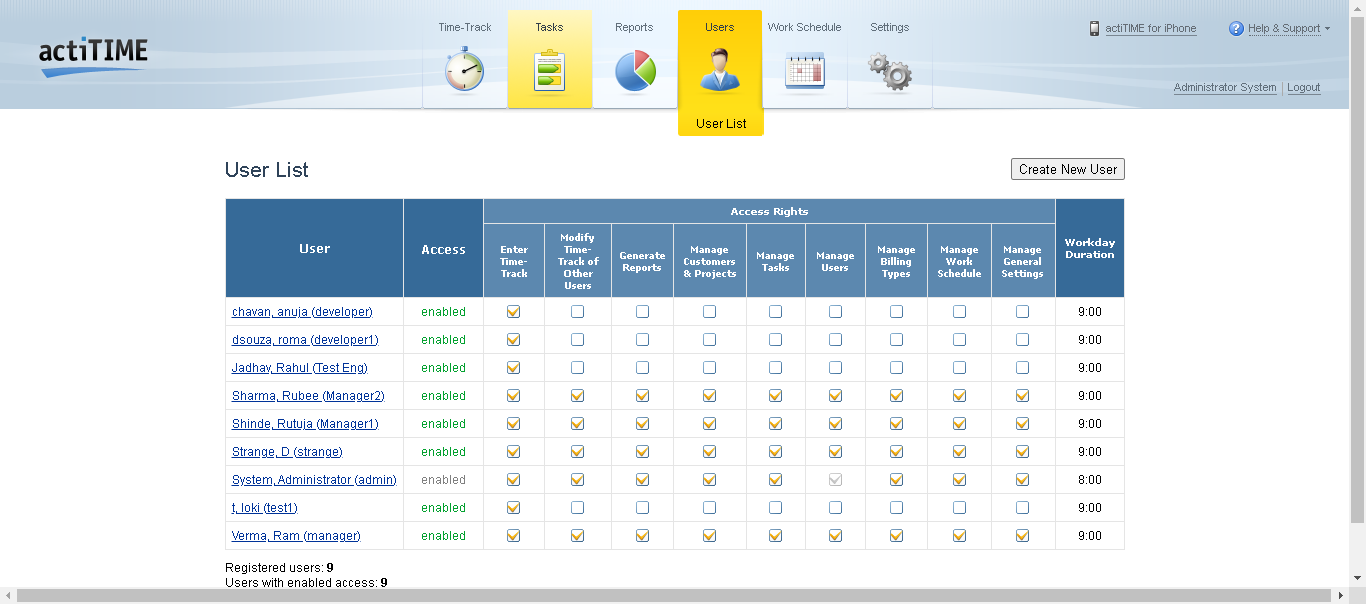 actiTIME
Time-Track
Tasks
Reports
Users
Work Schedule
Settings
actiTIME for iPhone
? Help & Support
Administrator System | Logout
User List
User List
Create New User
User
Access
Access Rights
Workday
Duration
Enter
Time-
Track
Modify
Time-
Track of
Other
Users
Generate
Reports
Manage
Customers
& Projects
Manage
Tasks
Manage
Users
Manage
Billing
Types
Manage
Work
Schedule
Manage
General
Settings
chavan, anuja (developer) enabled 9:00
dsouza, roma (developer1) enabled 9:00
Jadhav, Rahul (Test Eng) enabled 9:00
Sharma, Rubee (Manager2) enabled 9:00
Shinde, Rutuja (Manager1) enabled 9:00
Strange, D (strange) enabled 9:00
System, Administrator (admin) enabled 8:00
t, loki (test1) enabled 9:00
Verma, Ram (manager) enabled 9:00
Registered users: 9
Users with enabled access: 9